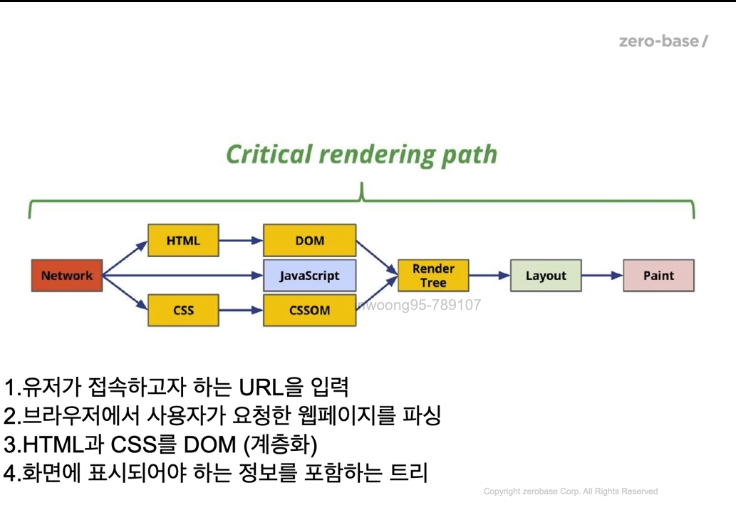 zero-base/
Critical rendering path
HTML
DOM
Network
JavaScript
Render
Tree
Layout
Paint
CSS
CSSOM
woong95-789107
1.유저가 접속하고자 하는 URL을 입력
2.브라우저에서 사용자가 요청한 웹페이지를 파싱
3.HTML과 CSS를 DOM (계층화)
4.화면에 표시되어야 하는 정보를 포함하는 트리
Copyright zerobase Corp. All Rights Reserved